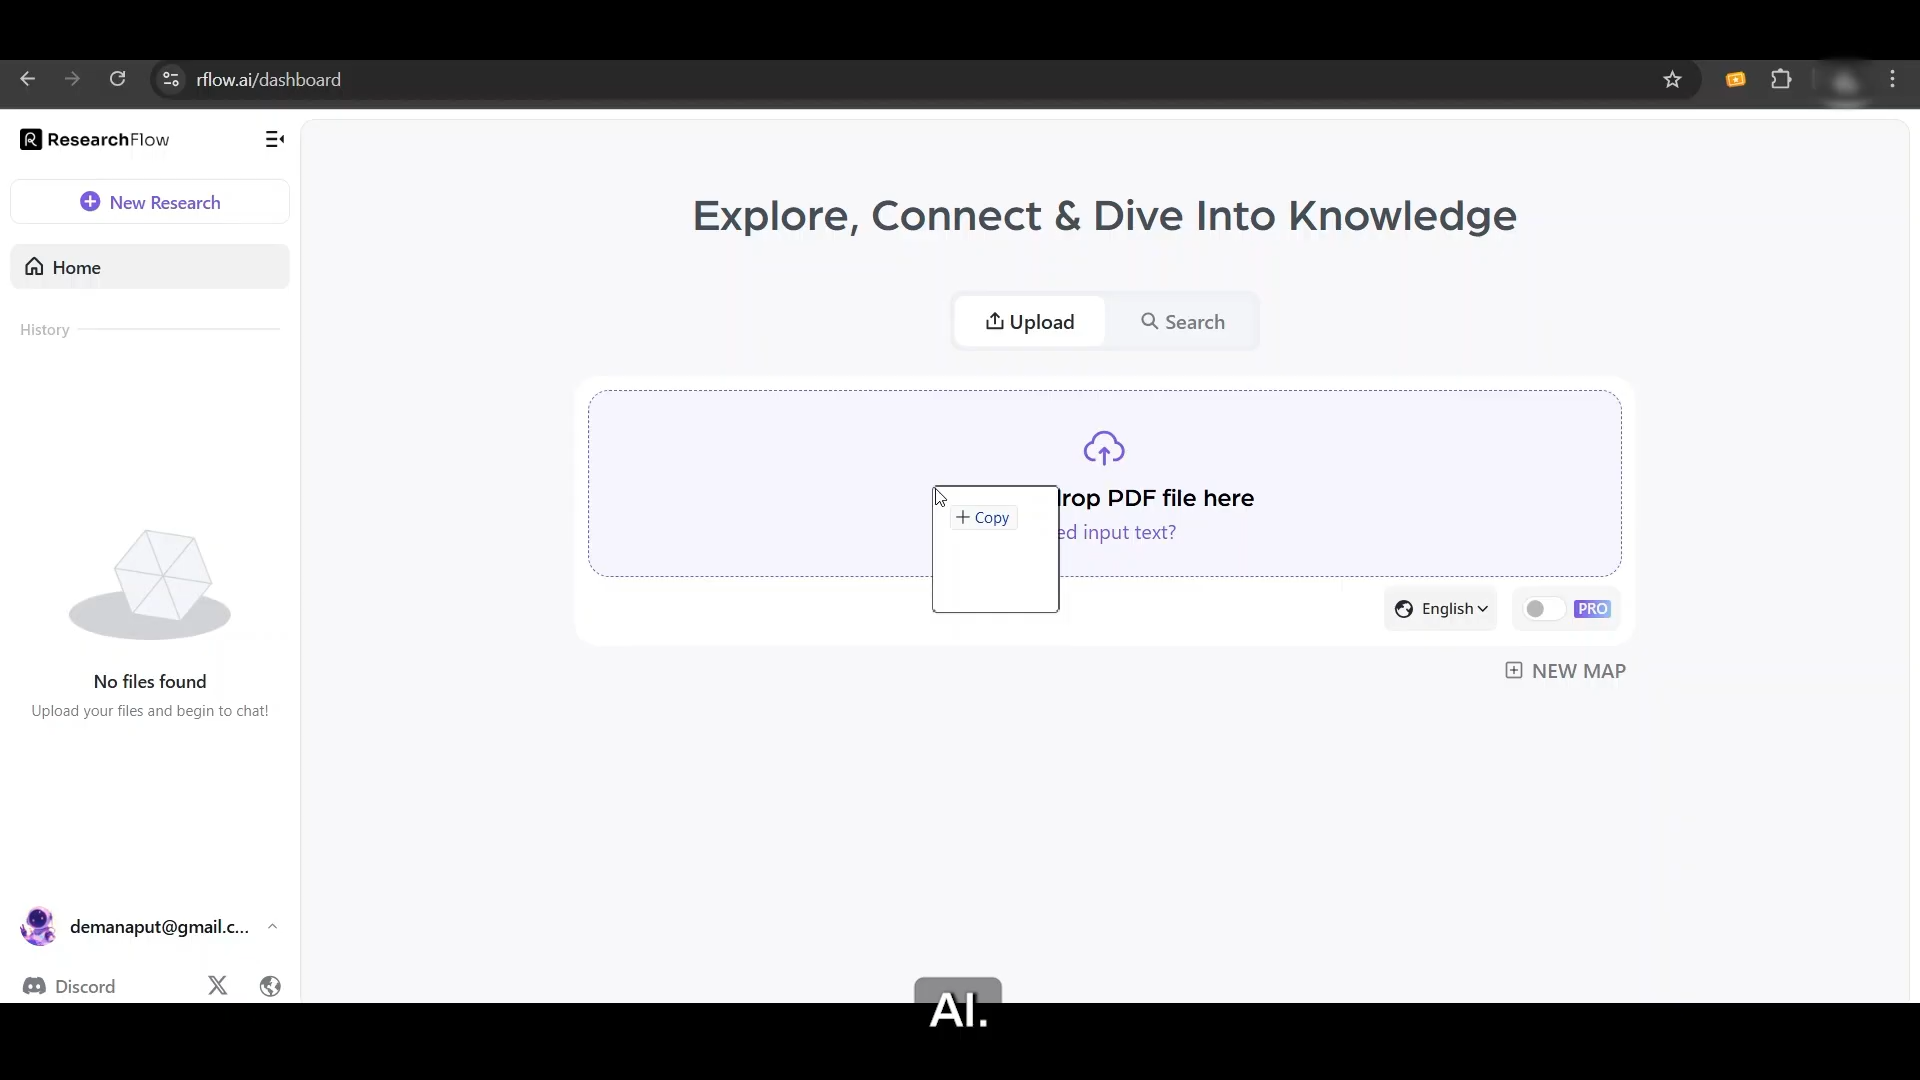 rflow.ai/dashboard
ResearchFlow
New Research
Home
History
No files found
Upload your files and begin to chat!
demanaput@gmail.c...
Discord
Explore, Connect & Dive Into Knowledge
Upload
Search
drop PDF file here
input text?
+ Copy
English
PRO
NEW MAP
AI.